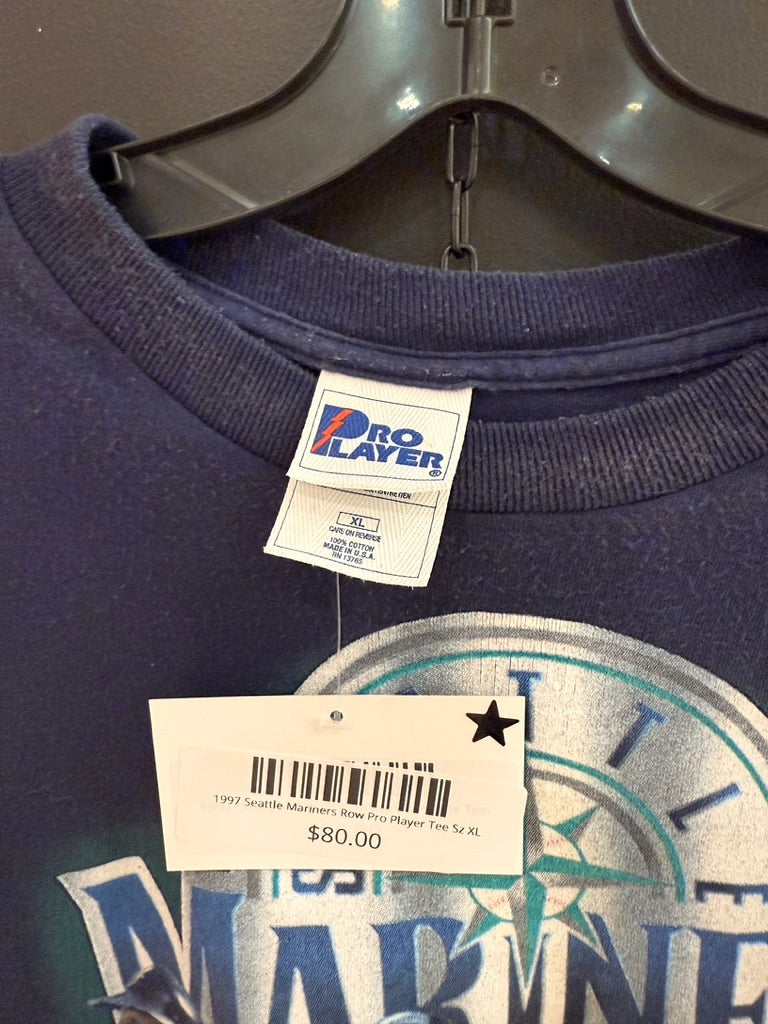 PRO
PLAYER®
XL
CARE ON REVERSE
100% COTTON
MADE IN U.S.A.
RN 13765
1997 Seattle Mariners Row Pro Player Tee Sz XL
$80.00
TTL
S E
MARINE